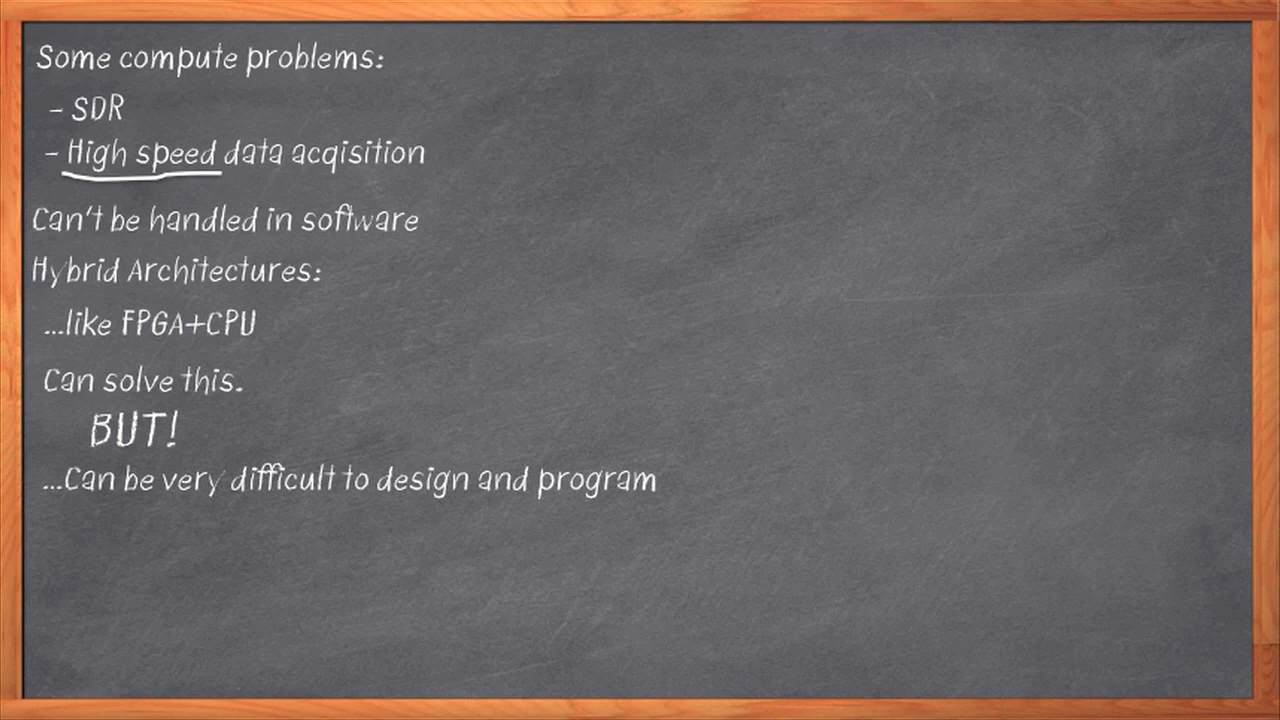 Some compute problems:
- SDR
- High speed data acqisition
Can't be handled in software
Hybrid Architectures:
...like FPGA+CPU
Can solve this.
BUT!
...Can be very difficult to design and program